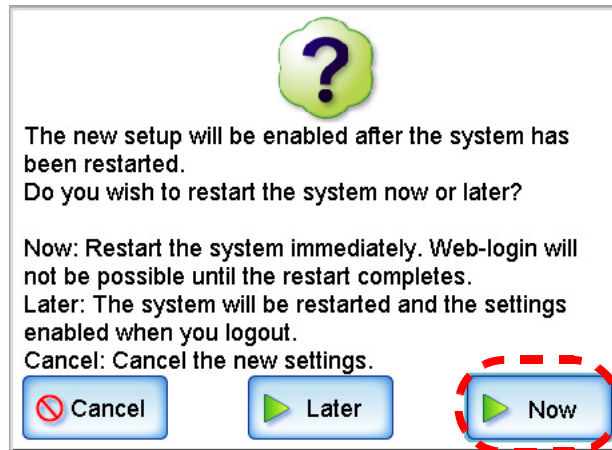 ?
The new setup will be enabled after the system has
been restarted.
Do you wish to restart the system now or later?
Now: Restart the system immediately. Web-login will
not be possible until the restart completes.
Later: The system will be restarted and the settings
enabled when you logout.
Cancel: Cancel the new settings.
Cancel
Later
Now